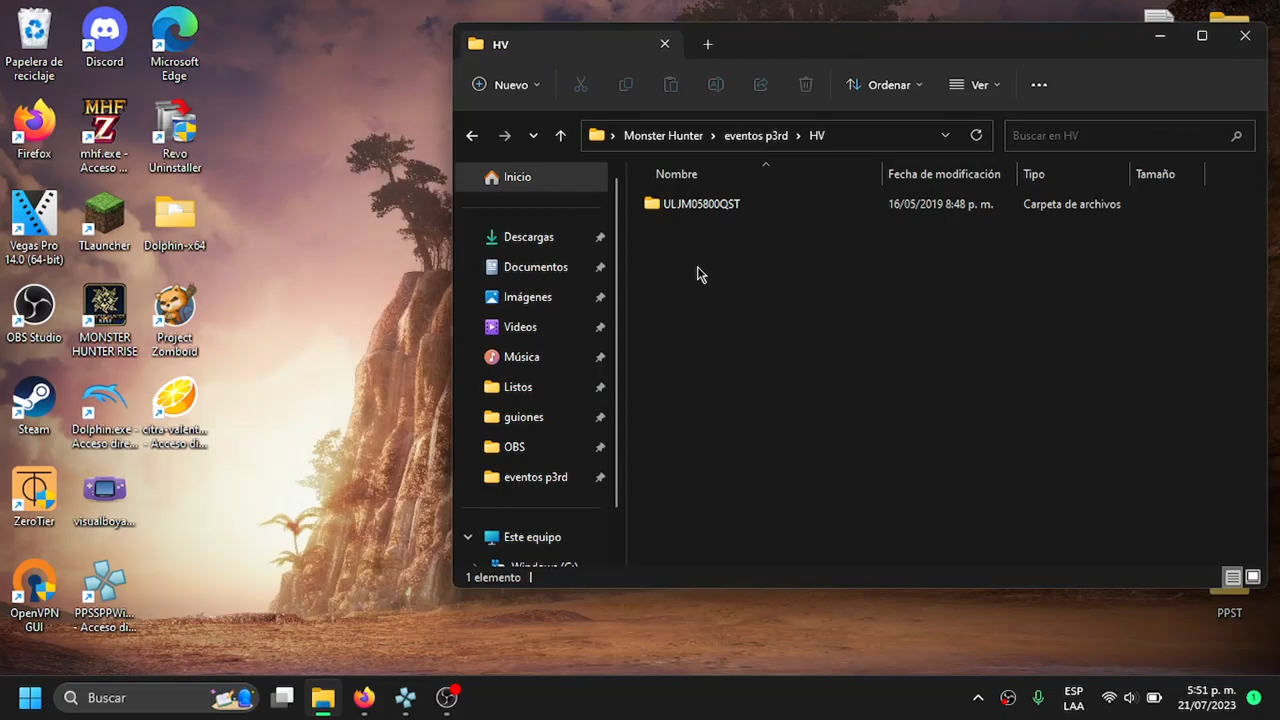 Papelera de
reciclaje
Discord
Microsoft
Edge
Firefox
MHF
Z
mhf.exe -
Acceso ...
Revo
Uninstaller
Vegas Pro
14.0 (64-bit)
TLauncher
Dolphin-x64
OBS Studio
MONSTER
HUNTER RISE
Project
Zomboid
Steam
Dolphin.exe -
Acceso dire...
citra-valent...
- Acceso di...
ZeroTier
visualboya...
OpenVPN
GUI
PPSSPPWi...
- Acceso di...
HV
Nuevo
Ordenar
Ver
Monster Hunter > eventos p3rd > HV
Buscar en HV
Inicio
Descargas
Documentos
Imágenes
Videos
Música
Listos
guiones
OBS
eventos p3rd
Este equipo
Windows (C:)
Nombre
Fecha de modificación
Tipo
Tamaño
ULJM05800QST
16/05/2019 8:48 p. m.
Carpeta de archivos
1 elemento
PPST
Buscar
ESP
LAA
5:51 p. m.
21/07/2023
1